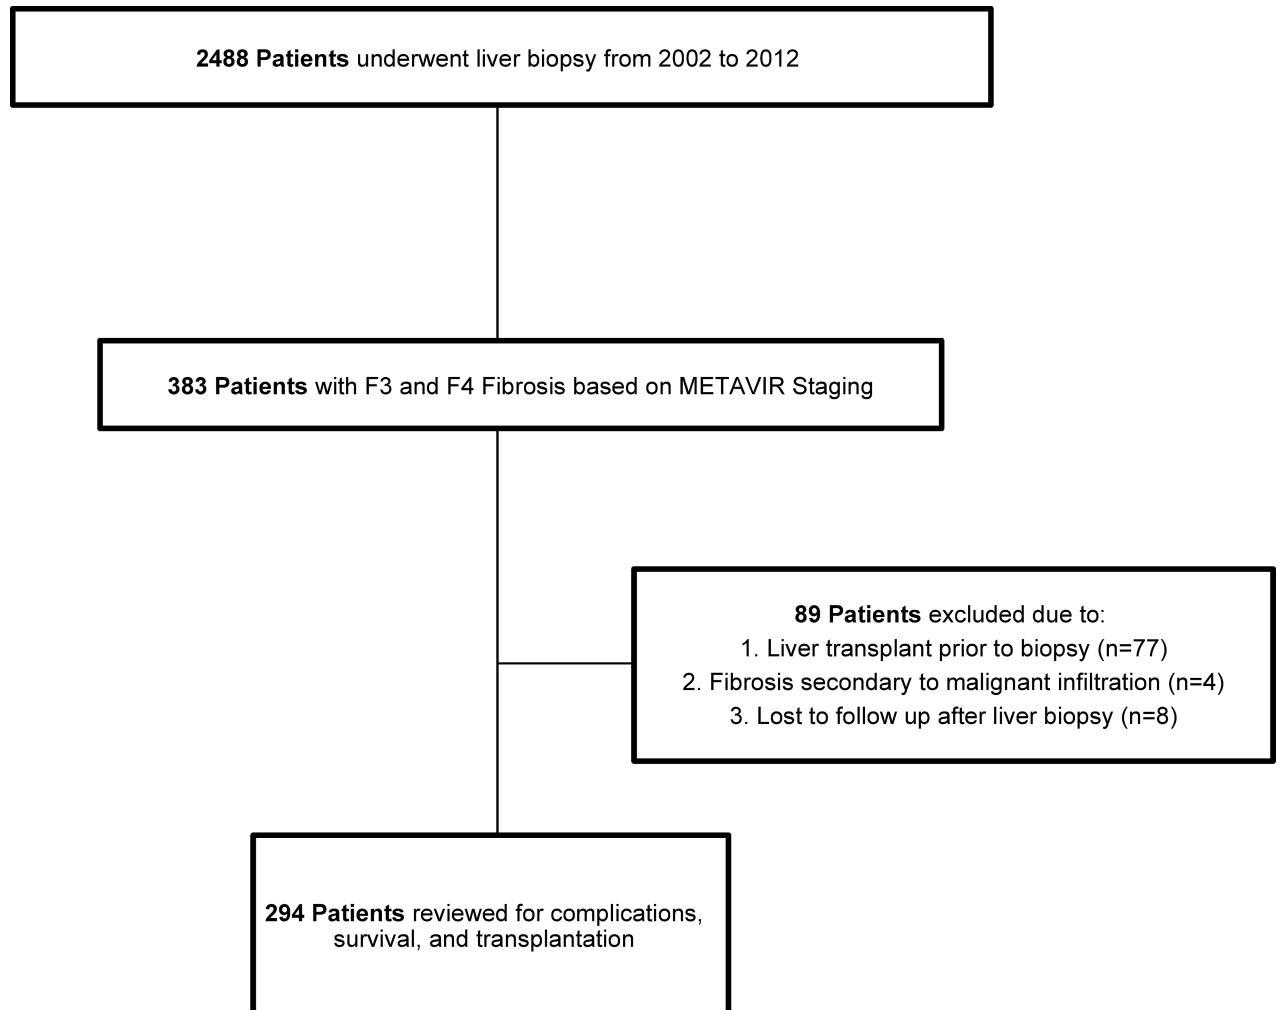 2488 Patients underwent liver biopsy from 2002 to 2012
383 Patients with F3 and F4 Fibrosis based on METAVIR Staging
89 Patients excluded due to:
1. Liver transplant prior to biopsy (n=77)
2. Fibrosis secondary to malignant infiltration (n=4)
3. Lost to follow up after liver biopsy (n=8)
294 Patients reviewed for complications,
survival, and transplantation